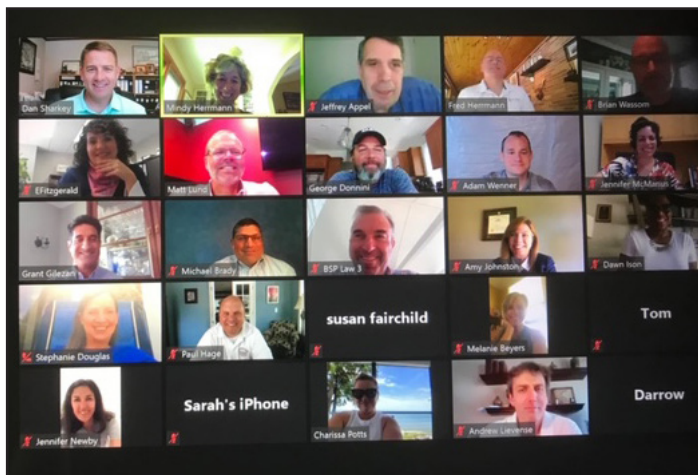 Dan Sharkey
Mindy Herrmann
Jeffrey Appel
Fred Herrmann
Brian Wassom
EFitzgerald
Matt Lund
George Donnini
Adam Wenner
Jennifer McManus
Grant Gilezan
Michael Brady
BSP Law 3
Amy Johnston
Dawn Ison
Stephanie Douglas
Paul Hage
susan fairchild
Melanie Beyers
Tom
Jennifer Newby
Sarah's iPhone
Charissa Potts
Andrew Lievense
Darrow